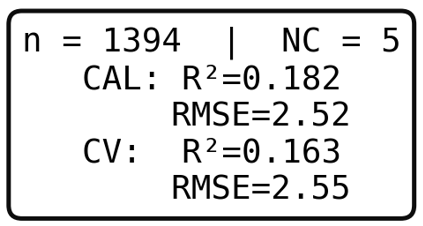 n = 1394 | NC = 5
CAL: R²=0.182
RMSE=2.52
CV: R²=0.163
RMSE=2.55